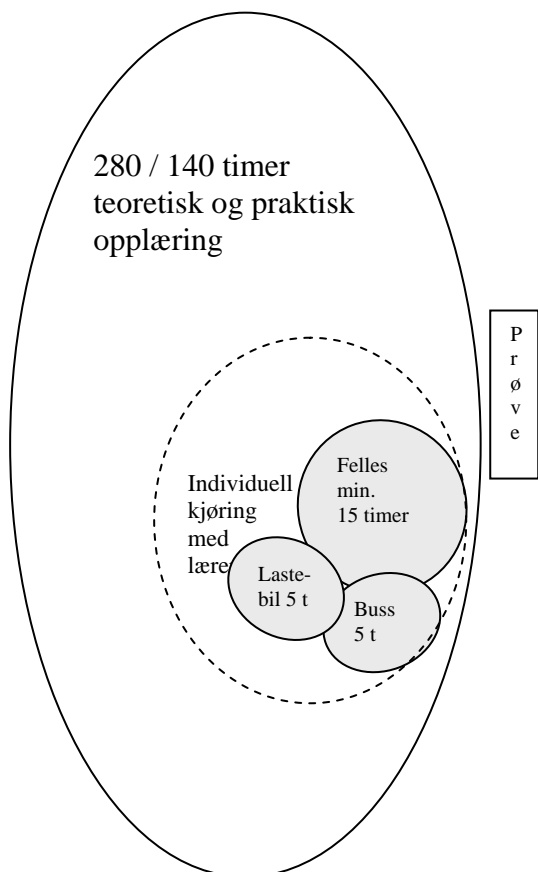 280 / 140 timer
teoretisk og praktisk
opplæring
Prøve
Felles
min.
15 timer
Individuell
kjøring
med
lære
Laste-
bil 5 t
Buss
5 t